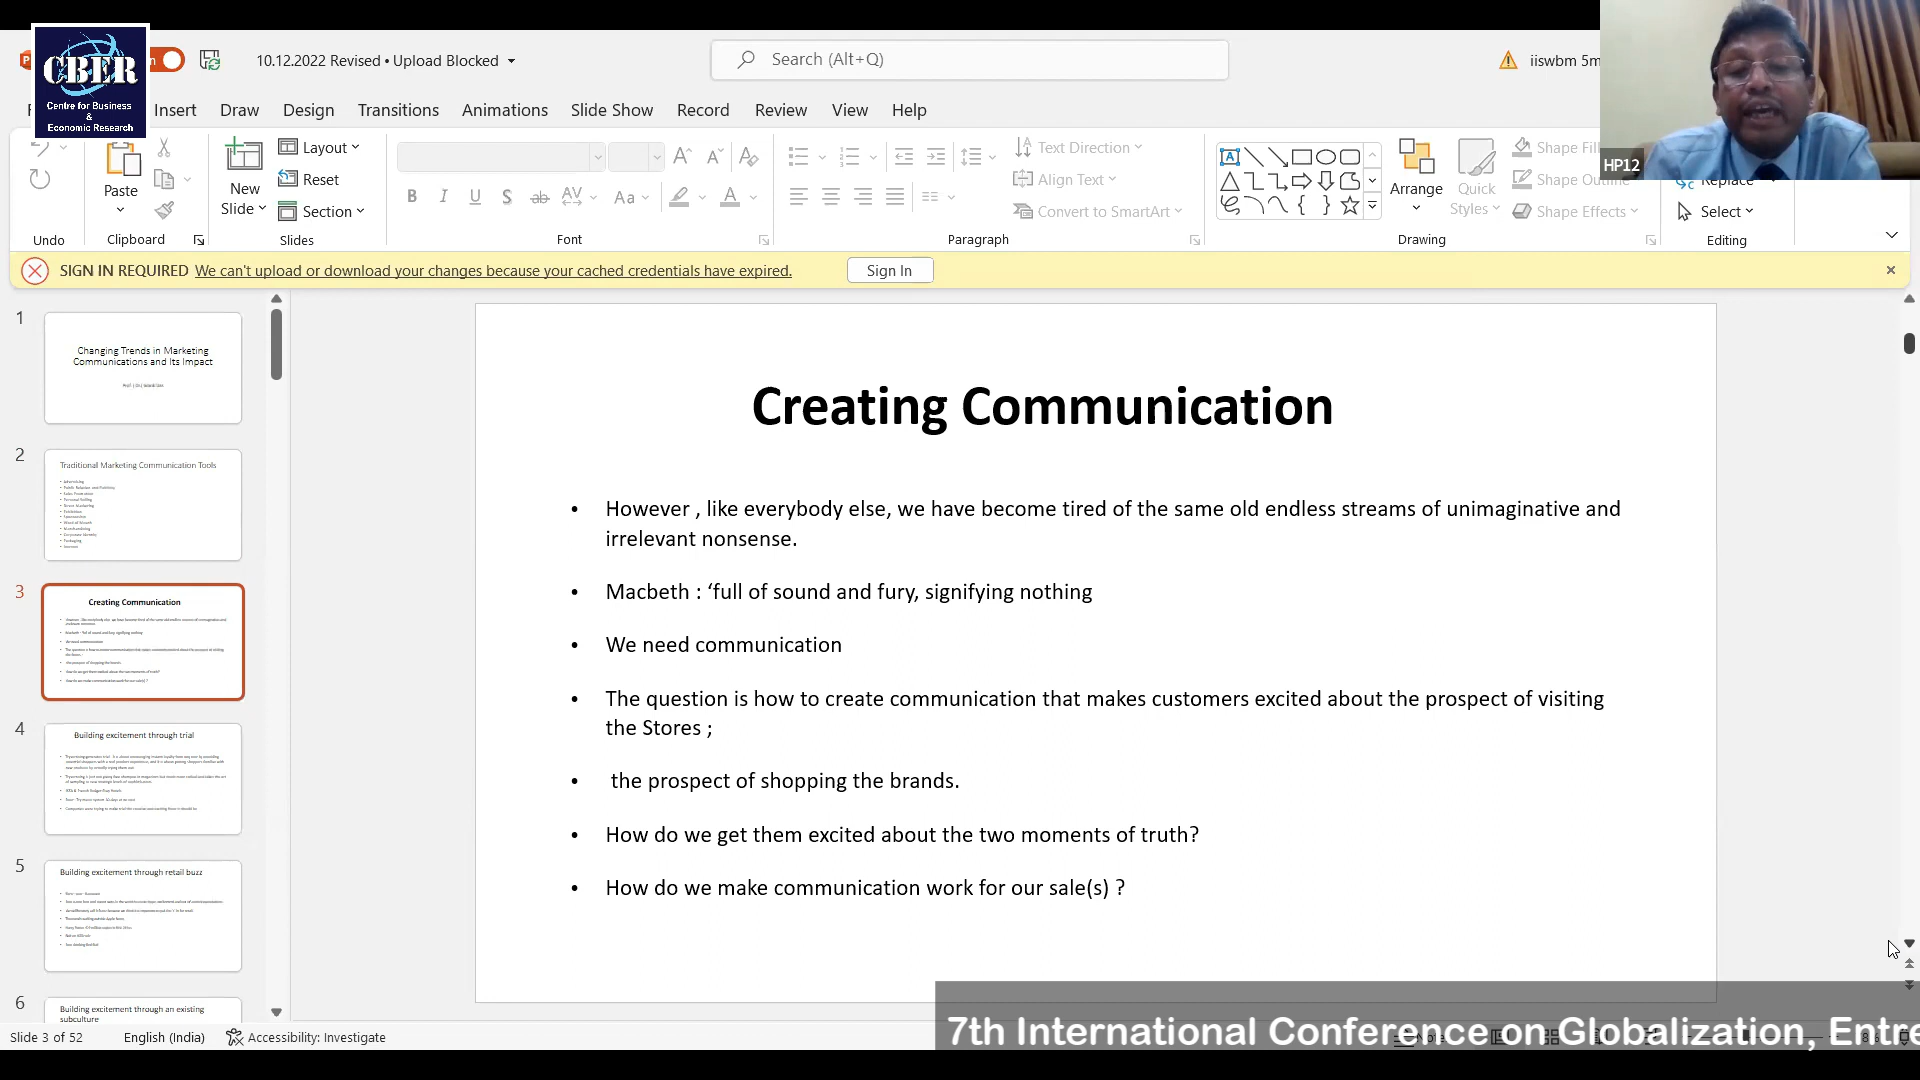 CBER
Centre for Business
&
Economic Research
10.12.2022 Revised • Upload Blocked
Search (Alt+Q)
iiswbm 5m
HP12
Insert Draw Design Transitions Animations Slide Show Record Review View Help
Paste
New
Slide
Layout
Reset
Section
Text Direction
Align Text
Convert to SmartArt
Arrange
Quick
Styles
Shape Fill
Shape Outline
Shape Effects
Replace
Select
Undo Clipboard Slides Font Paragraph Drawing Editing
SIGN IN REQUIRED We can't upload or download your changes because your cached credentials have expired. Sign In
1
Changing Trends in Marketing
Communications and Its Impact
2
Traditional Marketing Communication Tools
3
Creating Communication
4
Building excitement through trial
5
Building excitement through retail buzz
6
Building excitement through an existing
subculture
Creating Communication
• However , like everybody else, we have become tired of the same old endless streams of unimaginative and
irrelevant nonsense.
• Macbeth : ‘full of sound and fury, signifying nothing
• We need communication
• The question is how to create communication that makes customers excited about the prospect of visiting
the Stores ;
• the prospect of shopping the brands.
• How do we get them excited about the two moments of truth?
• How do we make communication work for our sale(s) ?
Slide 3 of 52 English (India) Accessibility: Investigate
7th International Conference on Globalization, Entre